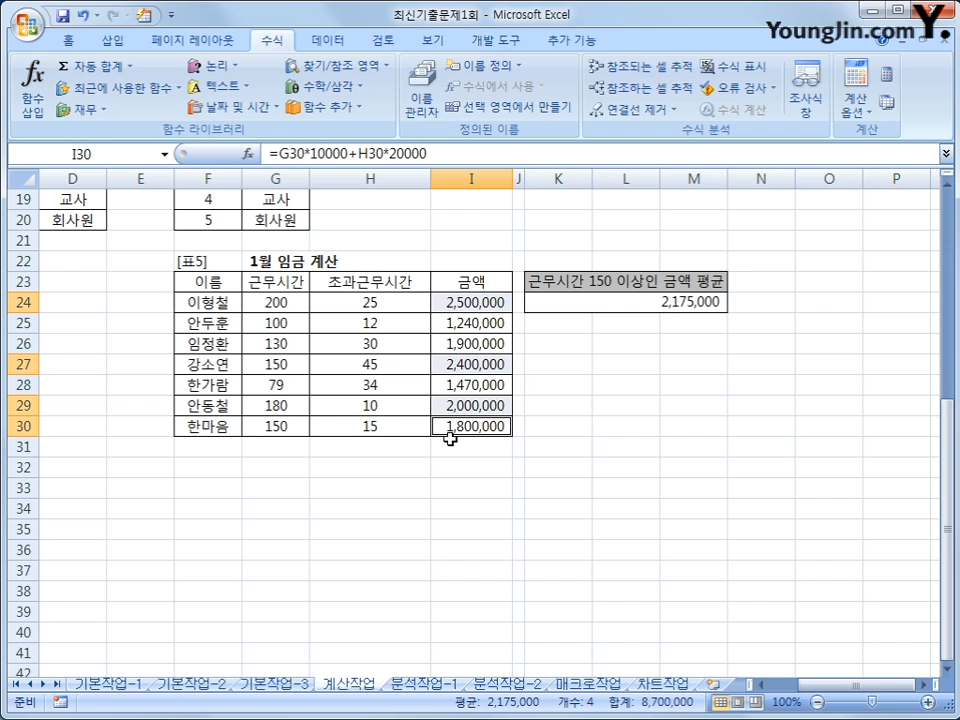 최신기출문제1회 - Microsoft Excel
YoungJin.com Y.
홈 삽입 페이지 레이아웃 수식 데이터 검토 보기 개발 도구 추가 기능
함수 삽입
Σ 자동 합계
최근에 사용한 함수
재무
논리
텍스트
날짜 및 시간
찾기/참조 영역
수학/삼각
함수 추가
함수 라이브러리
이름 관리자
이름 정의
수식에서 사용
선택 영역에서 만들기
정의된 이름
참조되는 셀 추적
참조하는 셀 추적
연결선 제거
수식 표시
오류 검사
수식 계산
수식 분석
조사식 창
계산 옵션
계산
I30 fx =G30*10000+H30*20000
D E F G H I J K L M N O P
19 교사 4 교사
20 회사원 5 회사원
21
22 [표5] 1월 임금 계산
23 이름 근무시간 초과근무시간 금액 근무시간 150 이상인 금액 평균
24 이형철 200 25 2,500,000 2,175,000
25 안두훈 100 12 1,240,000
26 임정환 130 30 1,900,000
27 강소연 150 45 2,400,000
28 한가람 79 34 1,470,000
29 안동철 180 10 2,000,000
30 한마음 150 15 1,800,000
31
32
33
34
35
36
37
38
39
40
41
42
기본작업-1 기본작업-2 기본작업-3 계산작업 분석작업-1 분석작업-2 매크로작업 차트작업
준비 평균: 2,175,000 개수: 4 합계: 8,700,000 100%